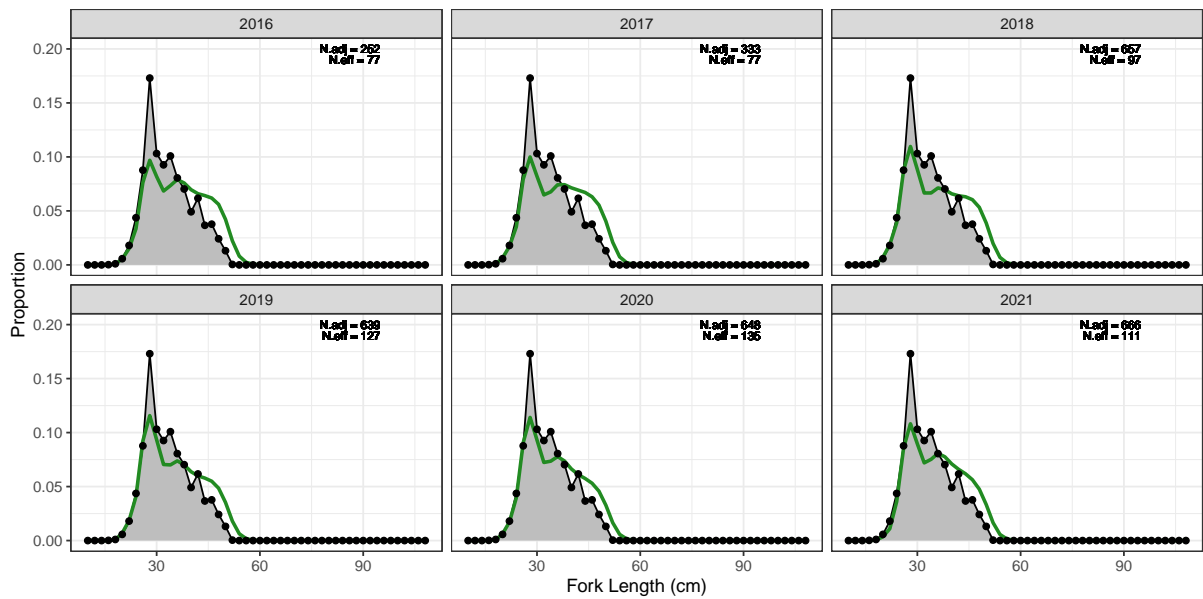 2016
2017
2018
N.adj = 252
N.eff = 77
N.adj = 333
N.eff = 77
N.adj = 657
N.eff = 97
0.20
0.15
0.10
0.05
0.00
2019
2020
2021
N.adj = 639
N.eff = 127
N.adj = 648
N.eff = 135
N.adj = 666
N.eff = 111
0.20
0.15
0.10
0.05
0.00
Proportion
30
60
90
30
60
90
30
60
90
Fork Length (cm)